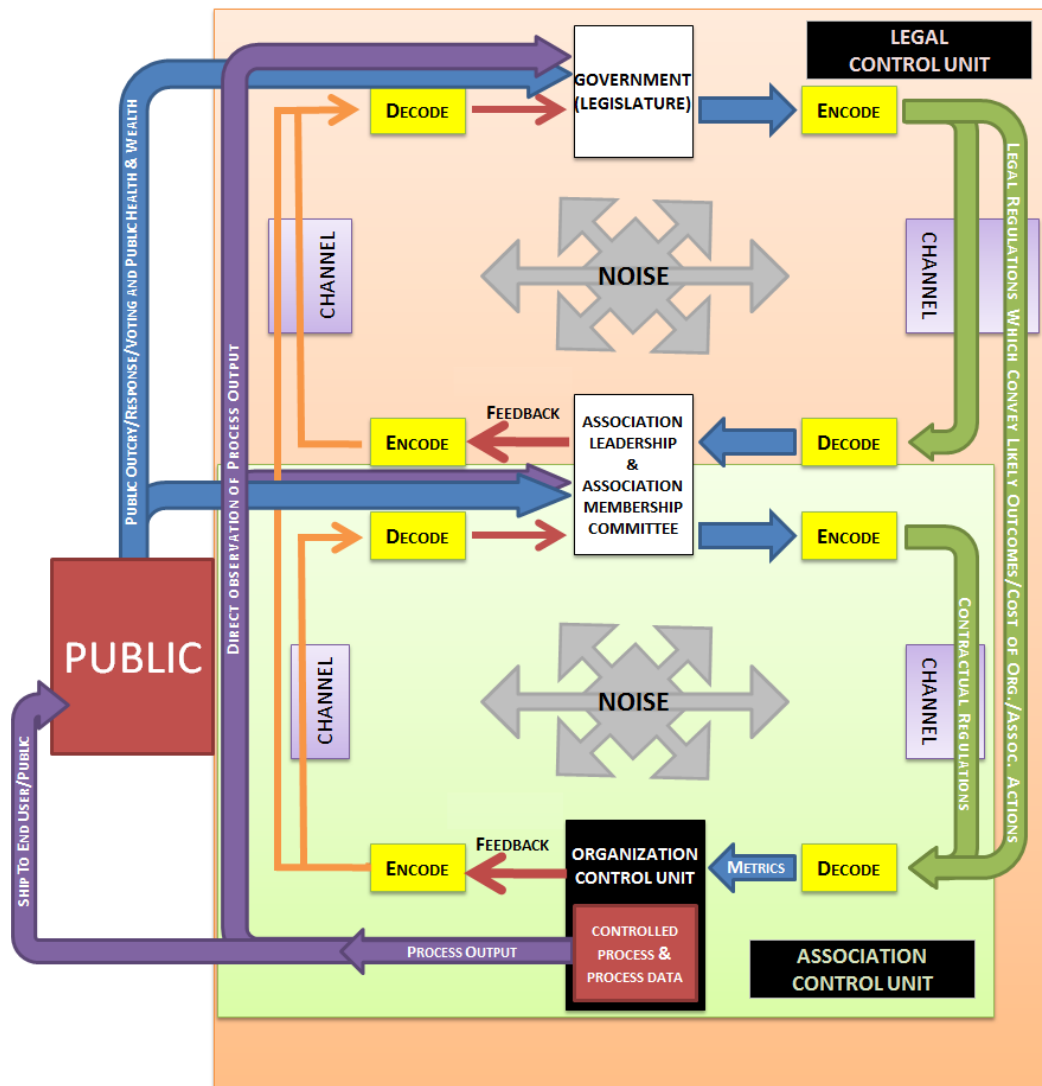 LEGAL
CONTROL UNIT
GOVERNMENT
(LEGISLATURE)
DECODE
ENCODE
PUBLIC OUTCRY/RESPONSE/VOTING AND PUBLIC HEALTH & WEALTH
DIRECT OBSERVATION OF PROCESS OUTPUT
CHANNEL
NOISE
CHANNEL
LEGAL REGULATIONS WHICH CONVEY LIKELY OUTCOMES/COST OF ORG./ASSOC. ACTIONS
FEEDBACK
ENCODE
ASSOCIATION
LEADERSHIP
&
ASSOCIATION
MEMBERSHIP
COMMITTEE
DECODE
DECODE
ENCODE
PUBLIC
CONTRACTUAL REGULATIONS
CHANNEL
NOISE
CHANNEL
SHIP TO END USER/PUBLIC
FEEDBACK
ENCODE
ORGANIZATION
CONTROL UNIT
METRICS
DECODE
CONTROLLED
PROCESS &
PROCESS DATA
PROCESS OUTPUT
ASSOCIATION
CONTROL UNIT